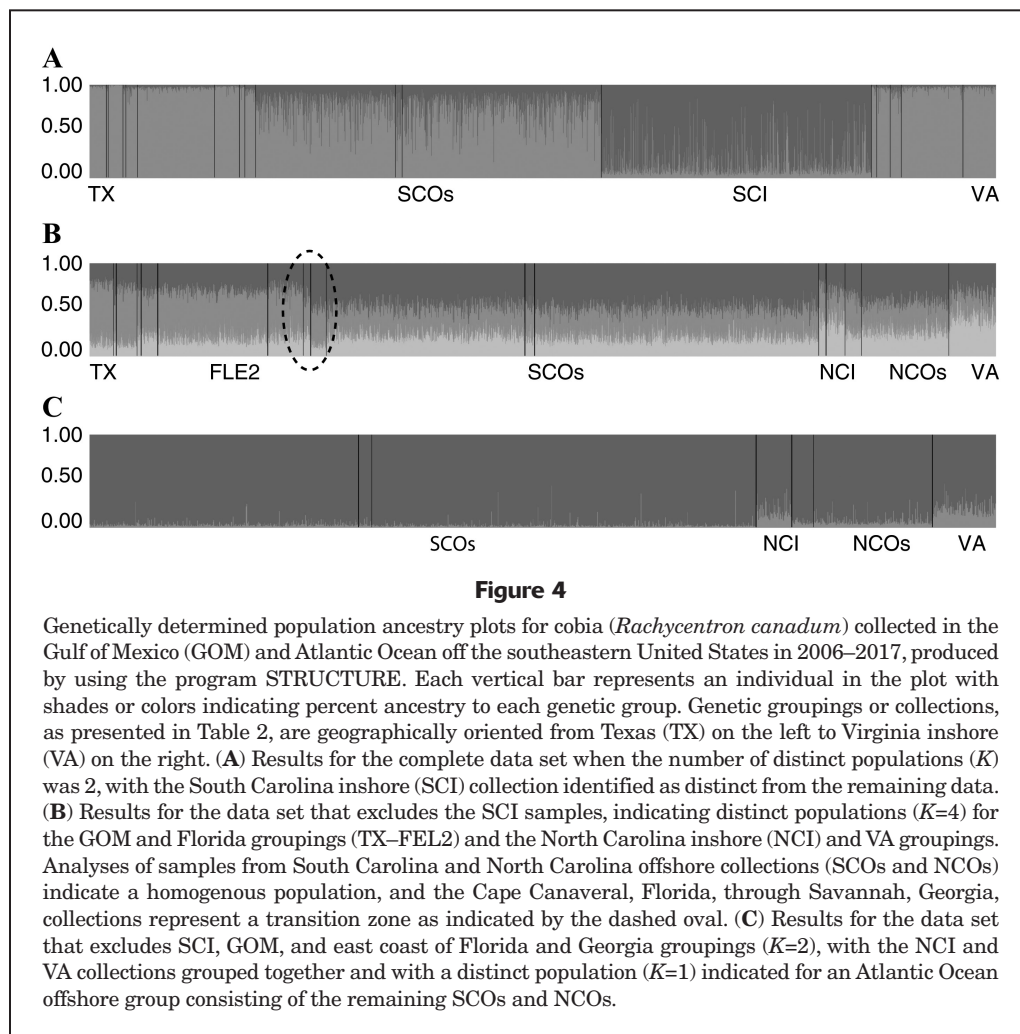 A
1.00
0.50
0.00
TX SCOs SCI VA
B
1.00
0.50
0.00
TX FLE2 SCOs NCI NCOs VA
C
1.00
0.50
0.00
SCOs NCI NCOs VA
Figure 4
Genetically determined population ancestry plots for cobia (Rachycentron canadum) collected in the
Gulf of Mexico (GOM) and Atlantic Ocean off the southeastern United States in 2006–2017, produced
by using the program STRUCTURE. Each vertical bar represents an individual in the plot with
shades or colors indicating percent ancestry to each genetic group. Genetic groupings or collections,
as presented in Table 2, are geographically oriented from Texas (TX) on the left to Virginia inshore
(VA) on the right. (A) Results for the complete data set when the number of distinct populations (K)
was 2, with the South Carolina inshore (SCI) collection identified as distinct from the remaining data.
(B) Results for the data set that excludes the SCI samples, indicating distinct populations (K=4) for
the GOM and Florida groupings (TX–FEL2) and the North Carolina inshore (NCI) and VA groupings.
Analyses of samples from South Carolina and North Carolina offshore collections (SCOs and NCOs)
indicate a homogenous population, and the Cape Canaveral, Florida, through Savannah, Georgia,
collections represent a transition zone as indicated by the dashed oval. (C) Results for the data set
that excludes SCI, GOM, and east coast of Florida and Georgia groupings (K=2), with the NCI and
VA collections grouped together and with a distinct population (K=1) indicated for an Atlantic Ocean
offshore group consisting of the remaining SCOs and NCOs.